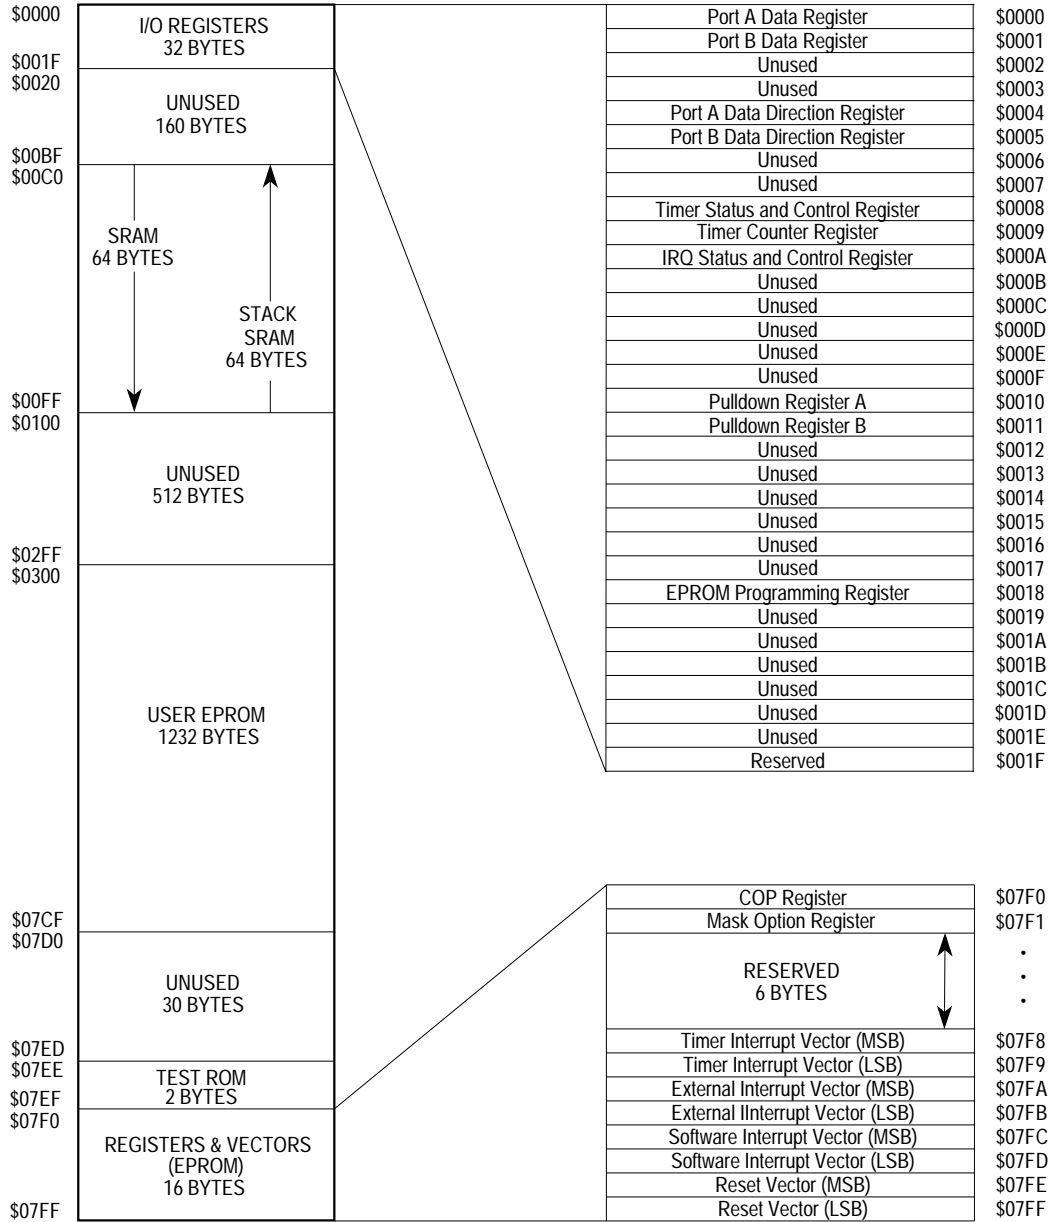 $0000
I/O REGISTERS
32 BYTES
$001F
$0020
UNUSED
160 BYTES
$00BF
$00C0
SRAM
64 BYTES
STACK
SRAM
64 BYTES
$00FF
$0100
UNUSED
512 BYTES
$02FF
$0300
USER EPROM
1232 BYTES
$07CF
$07D0
UNUSED
30 BYTES
$07ED
$07EE
TEST ROM
2 BYTES
$07EF
$07F0
REGISTERS & VECTORS
(EPROM)
16 BYTES
$07FF
Port A Data Register $0000
Port B Data Register $0001
Unused $0002
Unused $0003
Port A Data Direction Register $0004
Port B Data Direction Register $0005
Unused $0006
Unused $0007
Timer Status and Control Register $0008
Timer Counter Register $0009
IRQ Status and Control Register $000A
Unused $000B
Unused $000C
Unused $000D
Unused $000E
Unused $000F
Pulldown Register A $0010
Pulldown Register B $0011
Unused $0012
Unused $0013
Unused $0014
Unused $0015
Unused $0016
Unused $0017
EPROM Programming Register $0018
Unused $0019
Unused $001A
Unused $001B
Unused $001C
Unused $001D
Unused $001E
Reserved $001F
COP Register $07F0
Mask Option Register $07F1
RESERVED
6 BYTES
.
.
.
Timer Interrupt Vector (MSB) $07F8
Timer Interrupt Vector (LSB) $07F9
External Interrupt Vector (MSB) $07FA
External IInterrupt Vector (LSB) $07FB
Software Interrupt Vector (MSB) $07FC
Software Interrupt Vector (LSB) $07FD
Reset Vector (MSB) $07FE
Reset Vector (LSB) $07FF